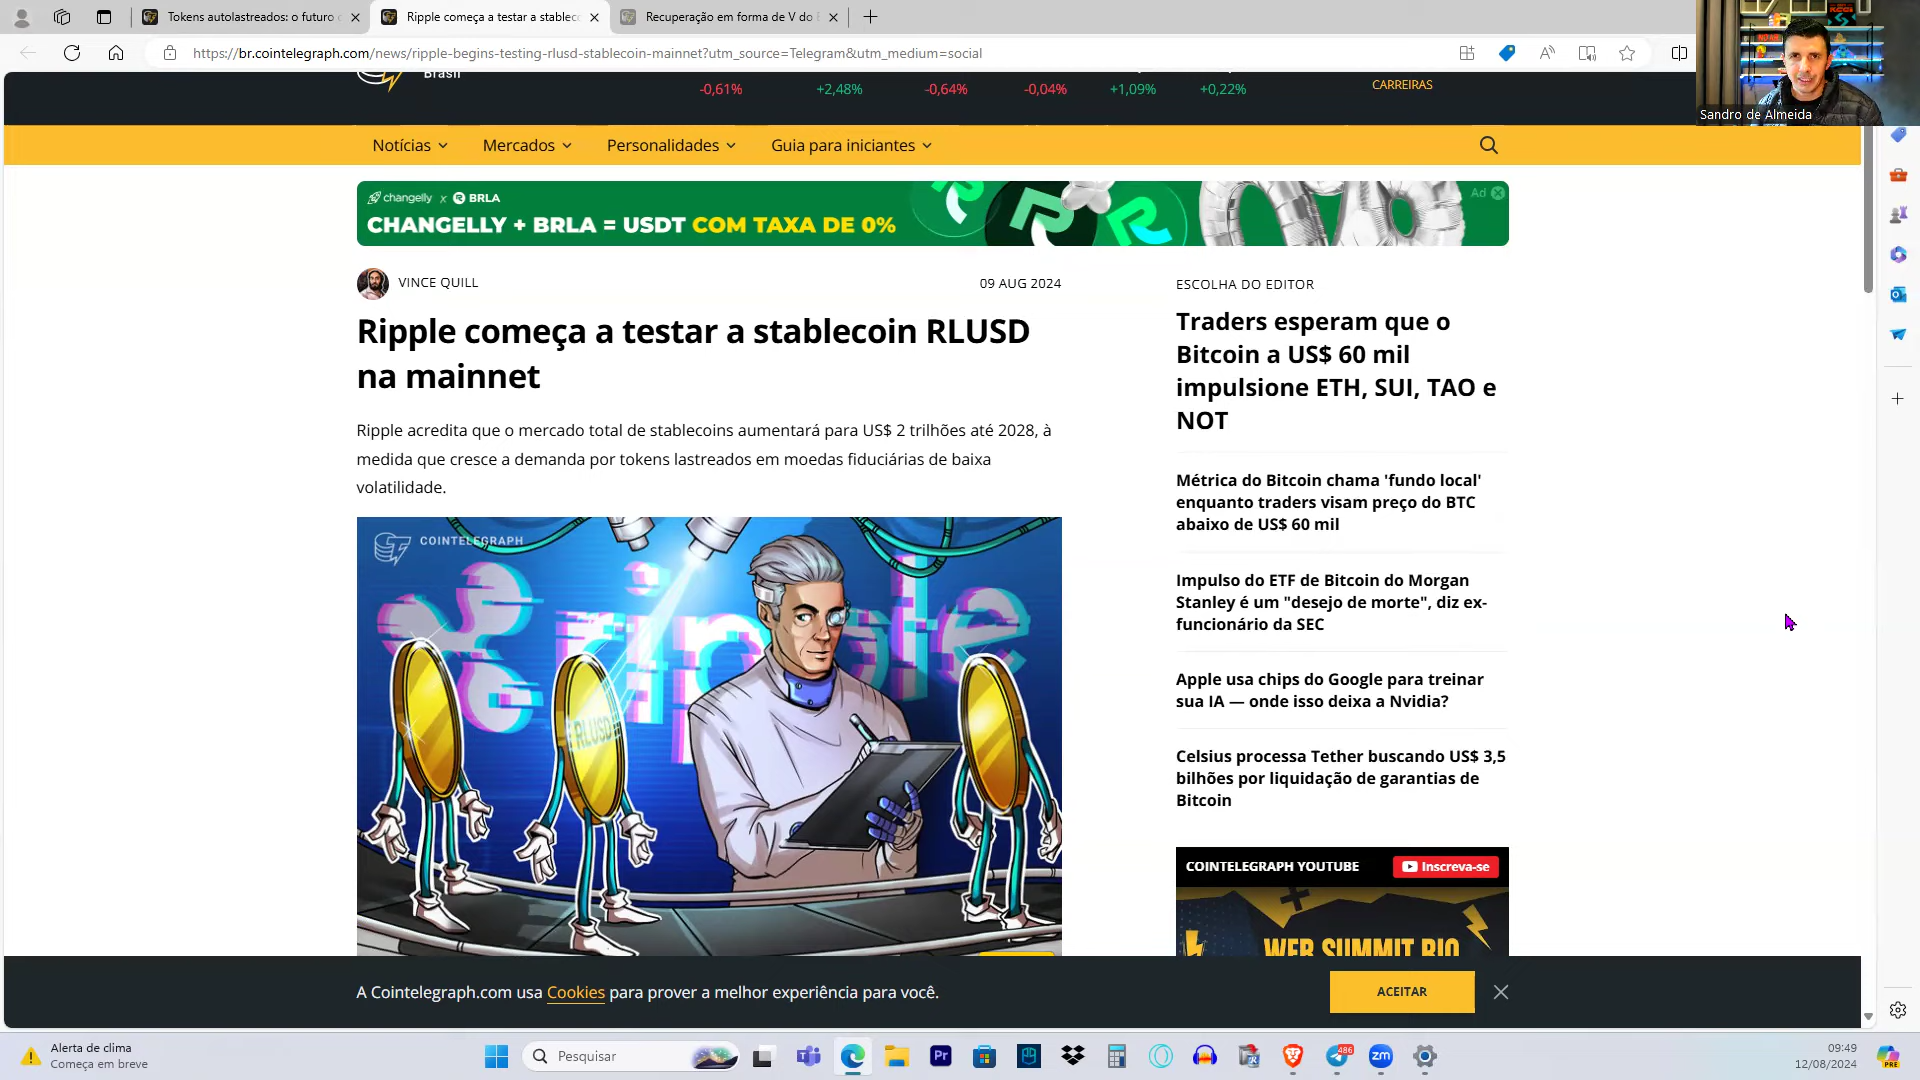 Tokens autolastreados: o futuro
Ripple começa a testar a stablec
Recuperação em forma de V do
https://br.cointelegraph.com/news/ripple-begins-testing-rlusd-stablecoin-mainnet?utm_source=Telegram&utm_medium=social
Sandro de Almeida
Brasil
-0,61%
+2,48%
-0,64%
-0,04%
+1,09%
+0,22%
CARREIRAS
Notícias
Mercados
Personalidades
Guia para iniciantes
changelly x BRLA
CHANGELLY + BRLA = USDT COM TAXA DE 0%
Ad
VINCE QUILL
09 AUG 2024
Ripple começa a testar a stablecoin RLUSD
na mainnet
Ripple acredita que o mercado total de stablecoins aumentará para US$ 2 trilhões até 2028, à
medida que cresce a demanda por tokens lastreados em moedas fiduciárias de baixa
volatilidade.
COINTELEGRAPH
ripple
RLUSD
ESCOLHA DO EDITOR
Traders esperam que o
Bitcoin a US$ 60 mil
impulsione ETH, SUI, TAO e
NOT
Métrica do Bitcoin chama 'fundo local'
enquanto traders visam preço do BTC
abaixo de US$ 60 mil
Impulso do ETF de Bitcoin do Morgan
Stanley é um "desejo de morte", diz ex-
funcionário da SEC
Apple usa chips do Google para treinar
sua IA — onde isso deixa a Nvidia?
Celsius processa Tether buscando US$ 3,5
bilhões por liquidação de garantias de
Bitcoin
COINTELEGRAPH YOUTUBE
Inscreva-se
WEB SUMMIT RIO
A Cointelegraph.com usa Cookies para prover a melhor experiência para você.
ACEITAR
Alerta de clima
Começa em breve
Pesquisar
Pr
486
zm
09:49
12/08/2024
PRE